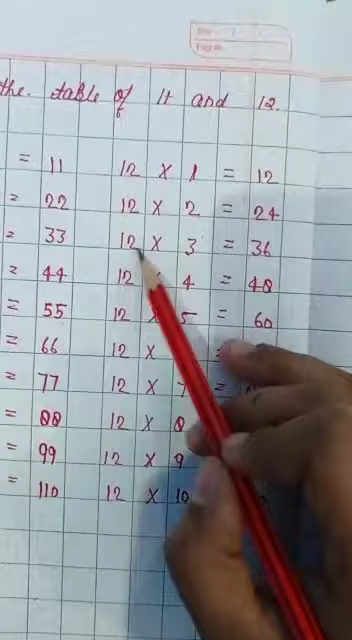 the. table of 11 and 12.
= 11 12 × 1 = 12
= 22 12 × 2 = 24
= 33 12 × 3 = 36
= 44 12 4 = 48
= 55 12 × 5 = 60
= 66 12 × =
= 77 12 × 7 =
= 88 12 × 8
= 99 12 × 9
= 110 12 × 10